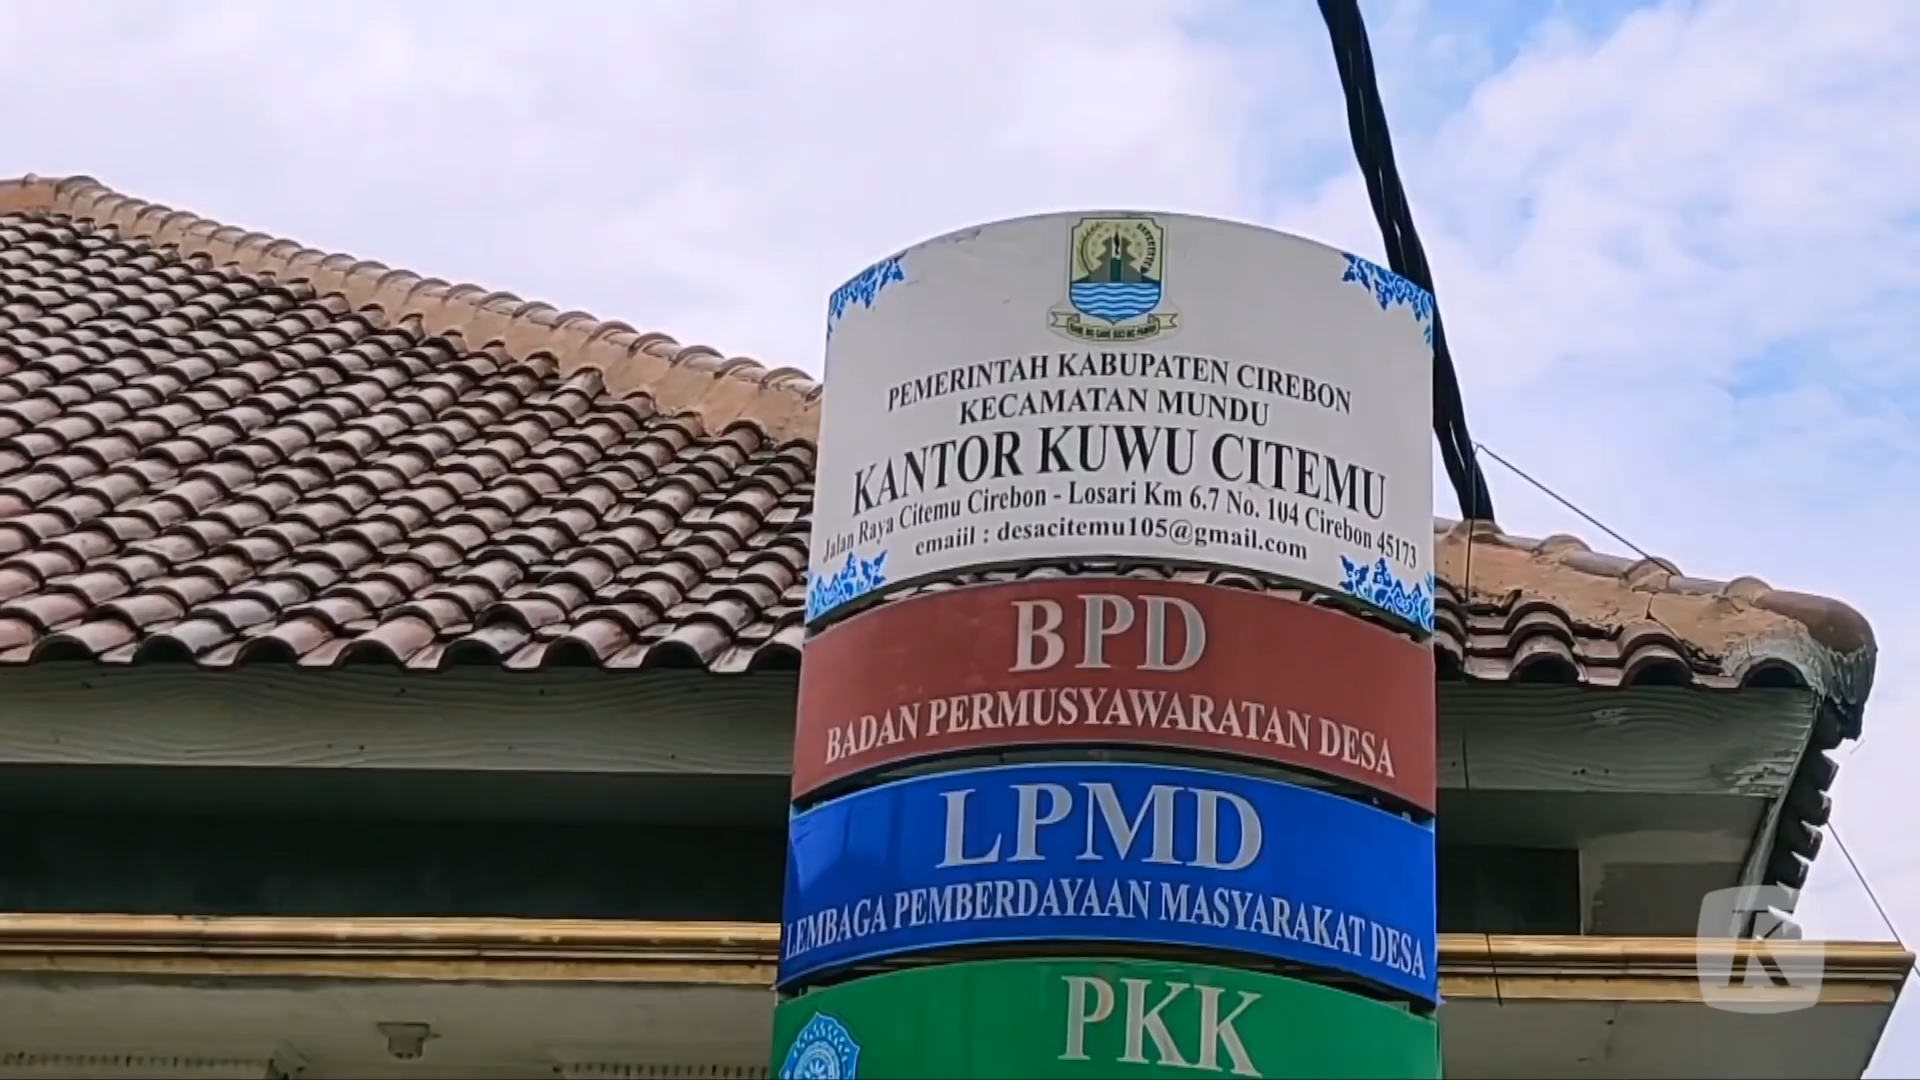 PEMERINTAH KABUPATEN CIREBON
KECAMATAN MUNDU
KANTOR KUWU CITEMU
Jalan Raya Citemu Cirebon - Losari Km 6.7 No. 104 Cirebon 45173
emaiil : desacitemu105@gmail.com
BPD
BADAN PERMUSYAWARATAN DESA
LPMD
LEMBAGA PEMBERDAYAAN MASYARAKAT DESA
PKK
K